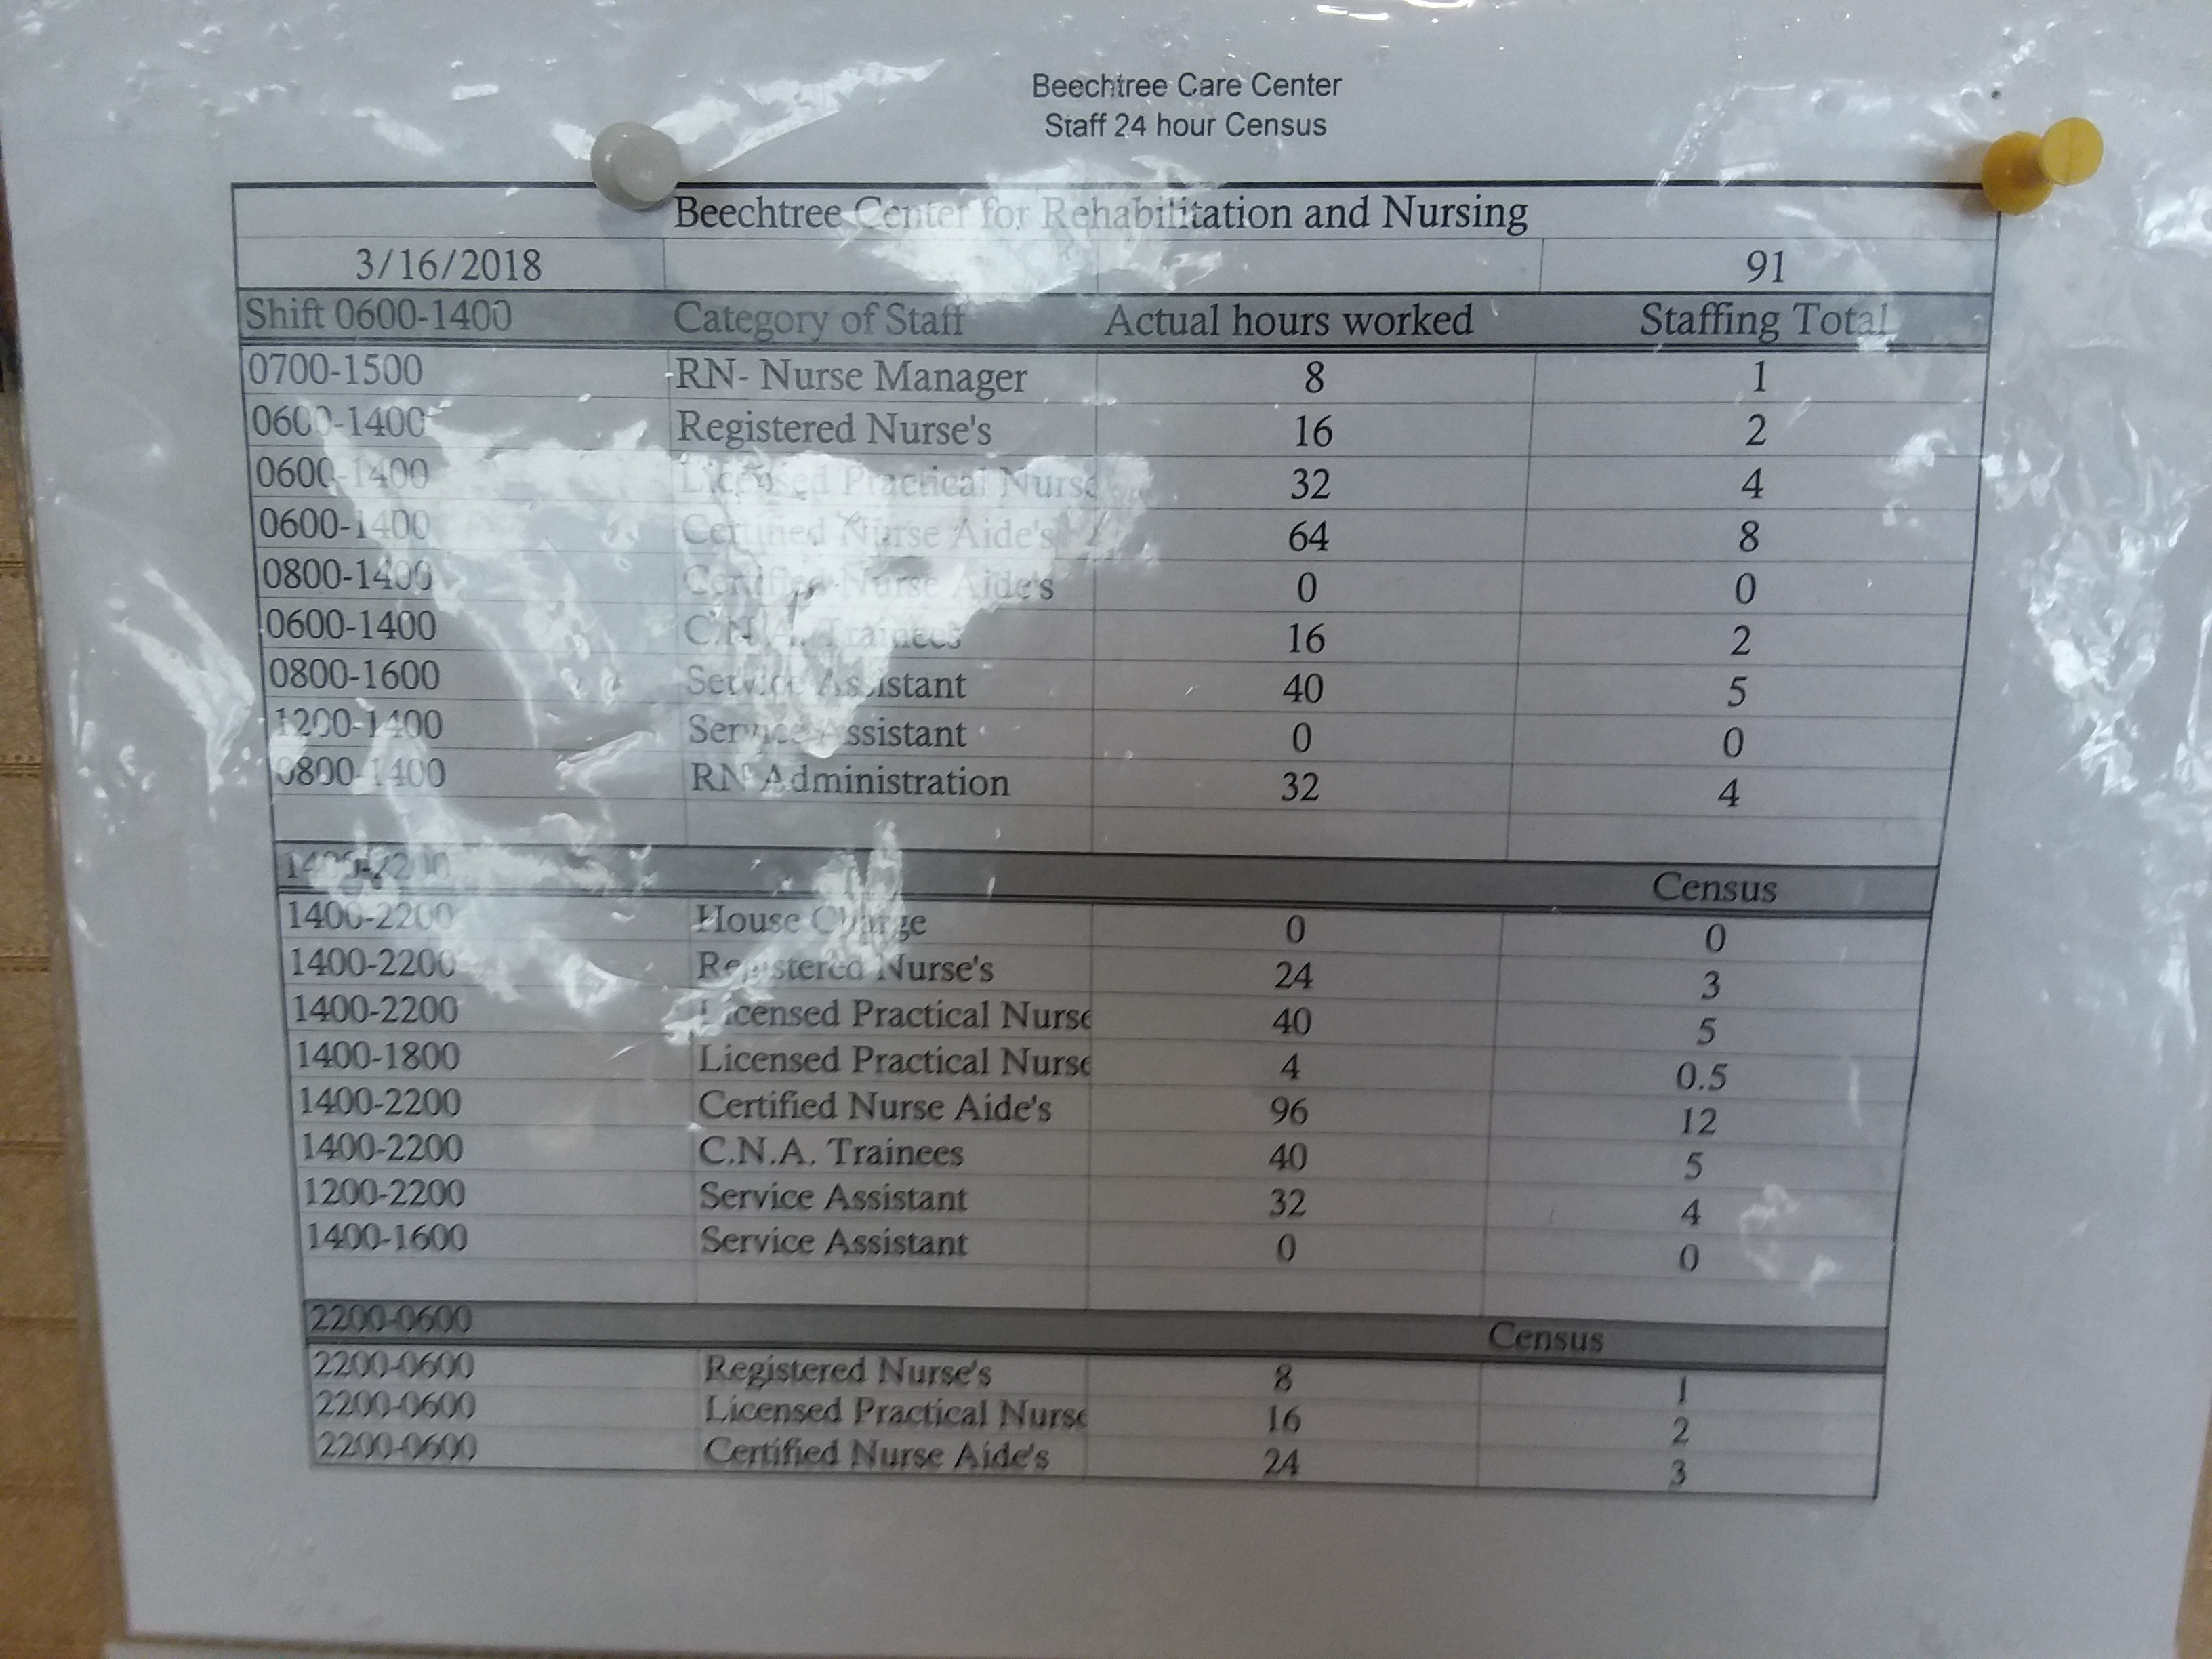 Beechtree Care Center
Staff 24 hour Census
Beechtree Center for Rehabilitation and Nursing
3/16/2018 91
Shift 0600-1400 Category of Staff Actual hours worked Staffing Total
0700-1500 RN- Nurse Manager 8 1
0600-1400 Registered Nurse's 16 2
0600-1400 Licensed Practical Nurse 32 4
0600-1400 Certified Nurse Aide's 64 8
0800-1400 Certified Nurse Aide's 0 0
0600-1400 C.N.A. Trainees 16 2
0800-1600 Service Assistant 40 5
1200-1400 Service Assistant 0 0
0800-1400 RN Administration 32 4
1400-2200 Census
1400-2200 House Charge 0 0
1400-2200 Registered Nurse's 24 3
1400-2200 Licensed Practical Nurse 40 5
1400-1800 Licensed Practical Nurse 4 0.5
1400-2200 Certified Nurse Aide's 96 12
1400-2200 C.N.A. Trainees 40 5
1200-2200 Service Assistant 32 4
1400-1600 Service Assistant 0 0
2200-0600 Census
2200-0600 Registered Nurse's 8 1
2200-0600 Licensed Practical Nurse 16 2
2200-0600 Certified Nurse Aide's 24 3